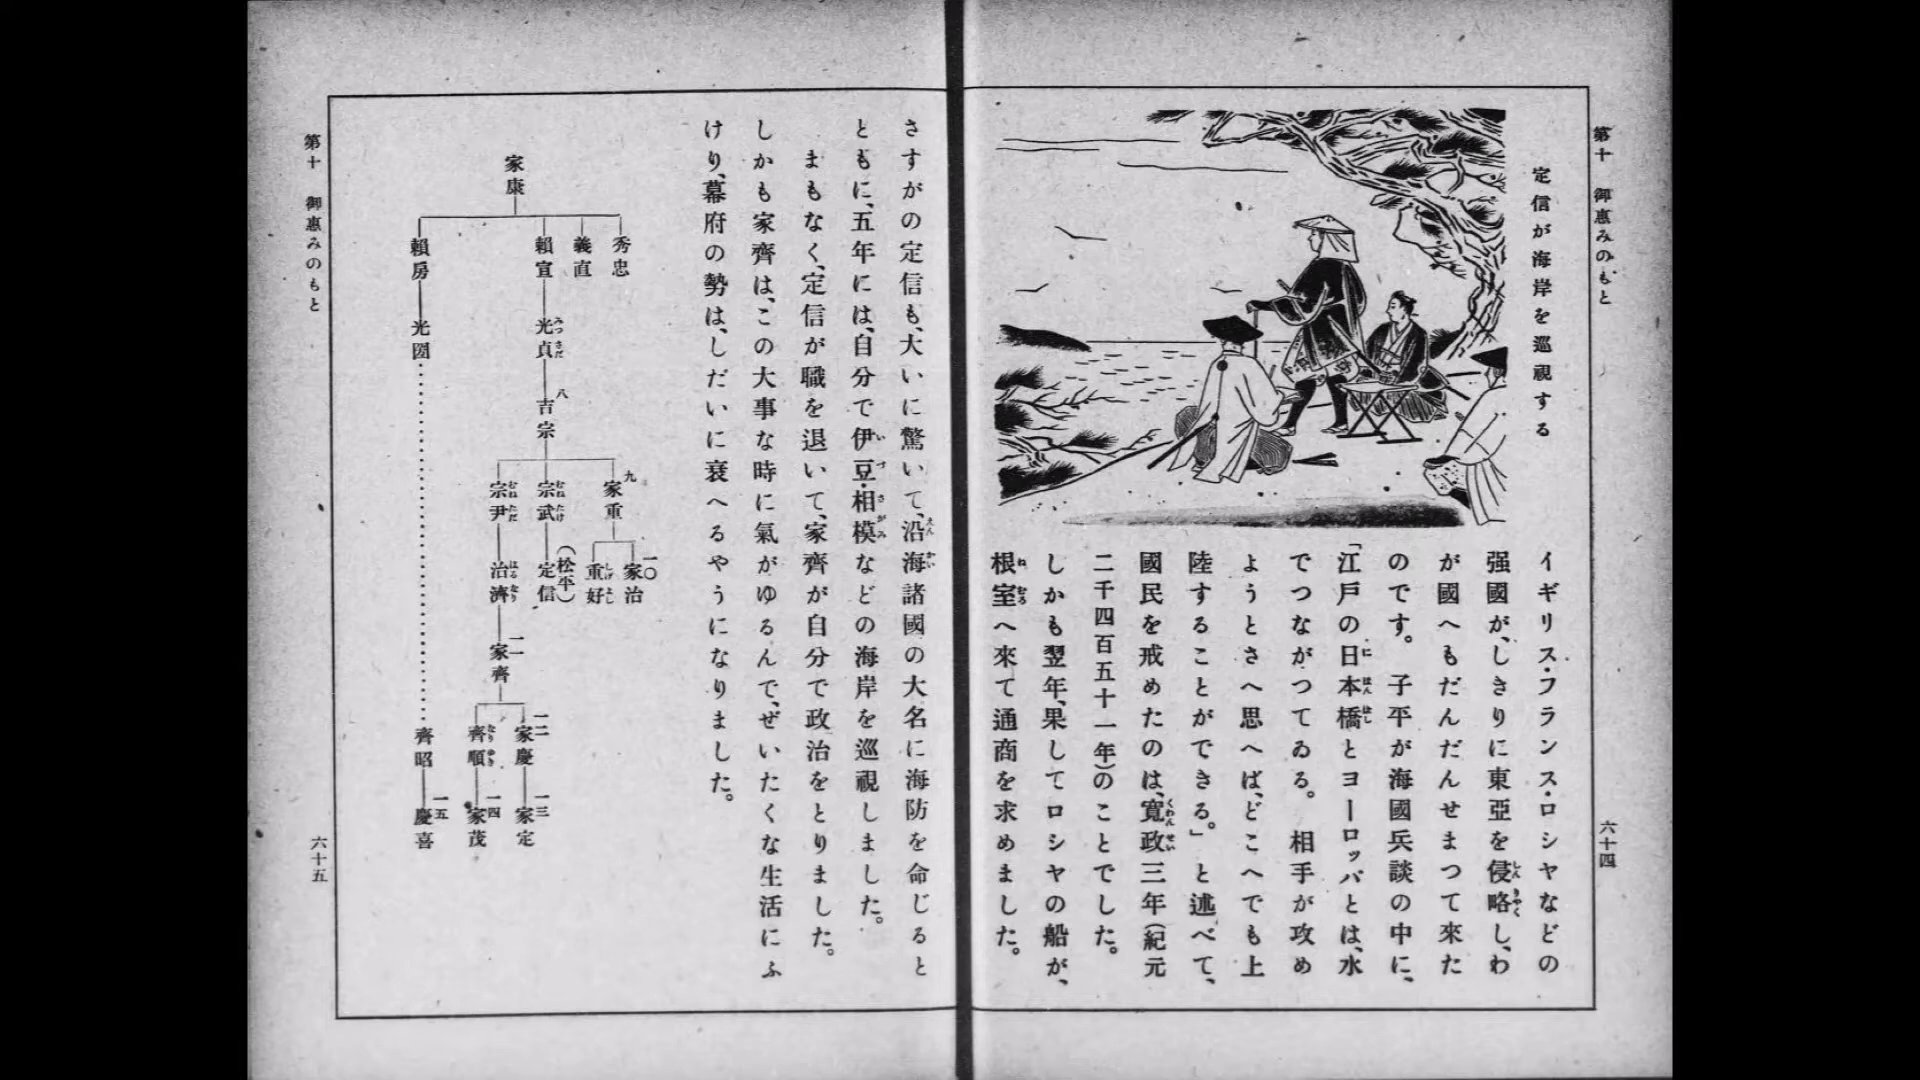 第十 御惠みのもと
六十四
定信が海岸を巡視する
イギリス・フランス・ロシヤなどの
强國が、しきりに東亞を侵略し、わ
が國へもだんだんせまつて來た
のです。子平が海國兵談の中に、
「江戸の日本橋とヨーロッパとは、水
でつながつてゐる。相手が攻め
ようとさへ思へば、どこへでも上
陸することができる。」と述べて、
國民を戒めたのは、寬政三年(紀元
二千四百五十一年)のことでした。
しかも翌年、果してロシヤの船が、
根室へ來て通商を求めました。
さすがの定信も、大いに驚いて、沿海諸國の大名に海防を命じると
ともに、五年には、自分で伊豆・相模などの海岸を巡視しました。
まもなく、定信が職を退いて、家齊が自分で政治をとりました。
しかも家齊は、この大事な時に氣がゆるんで、ぜいたくな生活にふ
けり、幕府の勢は、しだいに衰へるやうになりました。
家康
秀忠
義直
賴宣
賴房
光貞
光圀
八 吉宗
九 家重
宗武
宗尹
一〇 家治
重好
(松平)定信
治濟
一一 家齊
一二 家慶
齊順
齊昭
一三 家定
一四 家茂
一五 慶喜
第十 御惠みのもと
六十五